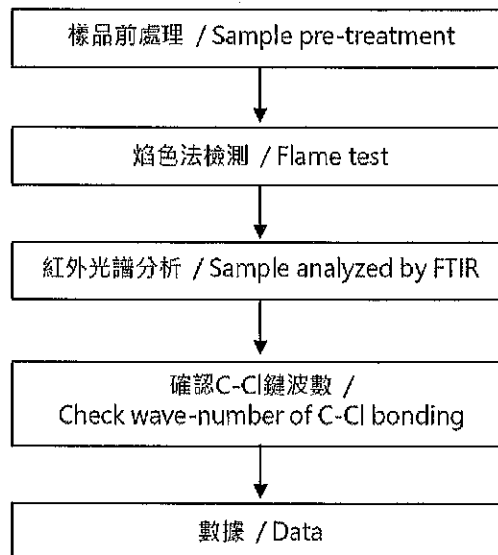 樣品前處理 / Sample pre-treatment
焰色法檢測 / Flame test
紅外光譜分析 / Sample analyzed by FTIR
確認C-Cl鍵波數 /
Check wave-number of C-Cl bonding
數據 / Data